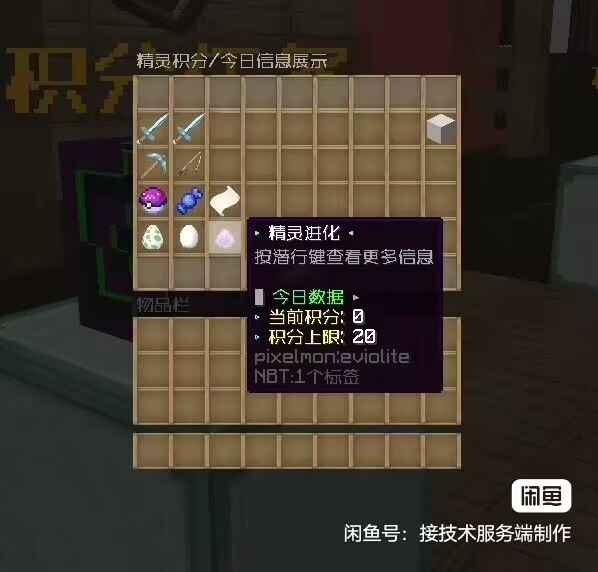 积分
精灵积分/今日信息展示
精灵进化
按潜行键查看更多信息
今日数据
当前积分: 0
积分上限: 20
pixelmon:eviolite
NBT:1个标签
物品栏
闲鱼
闲鱼号：接技术服务端制作